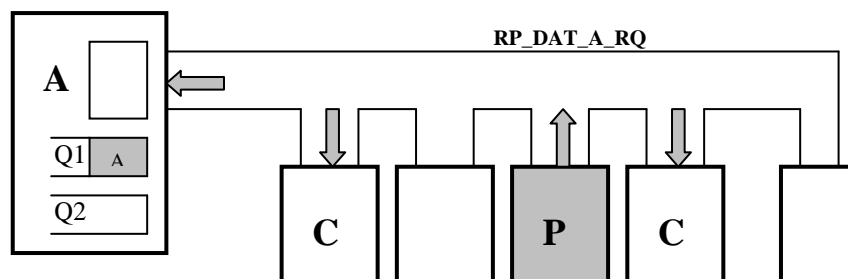 RP_DAT_A_RQ
A
Q1 A
Q2
C P C